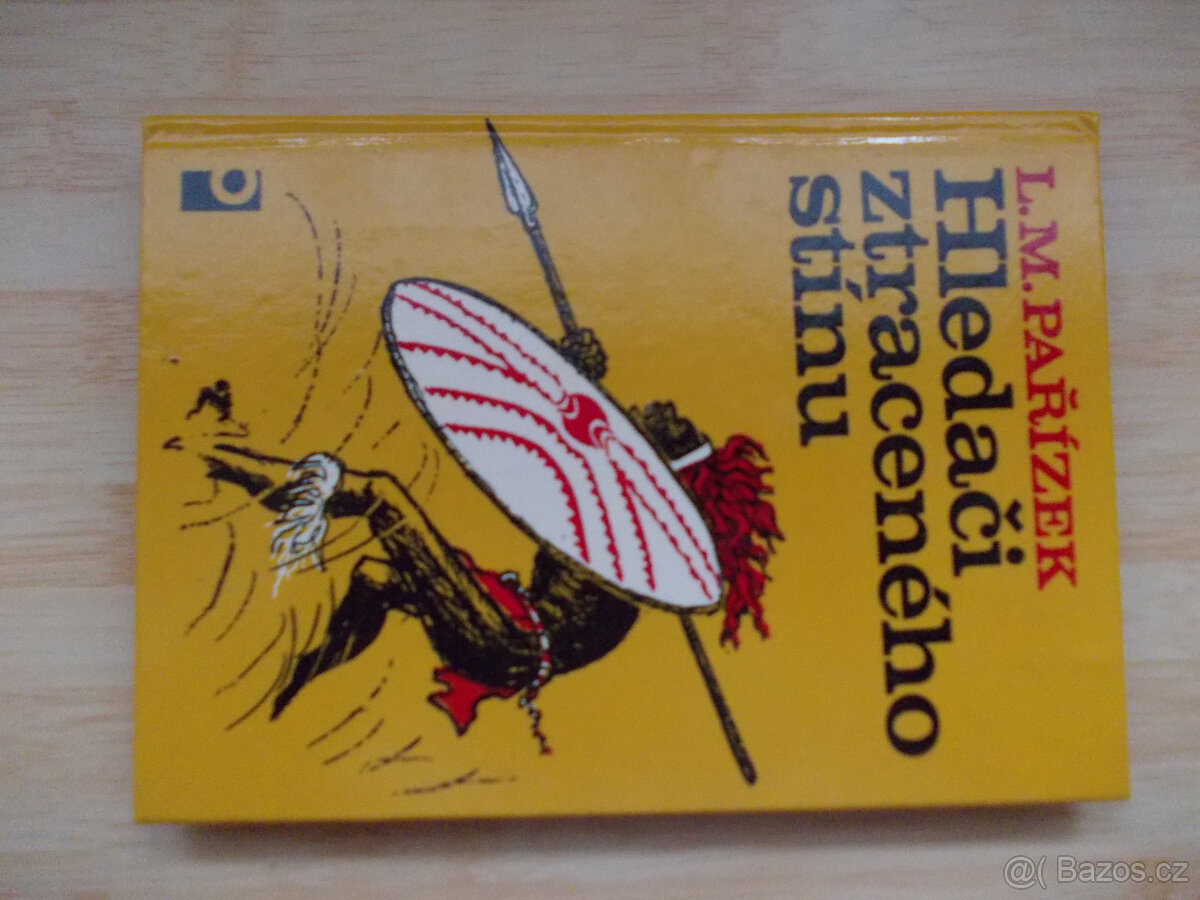 L. M. PAŘÍZEK
Hledači
ztraceného
stínu
@( Bazos.cz